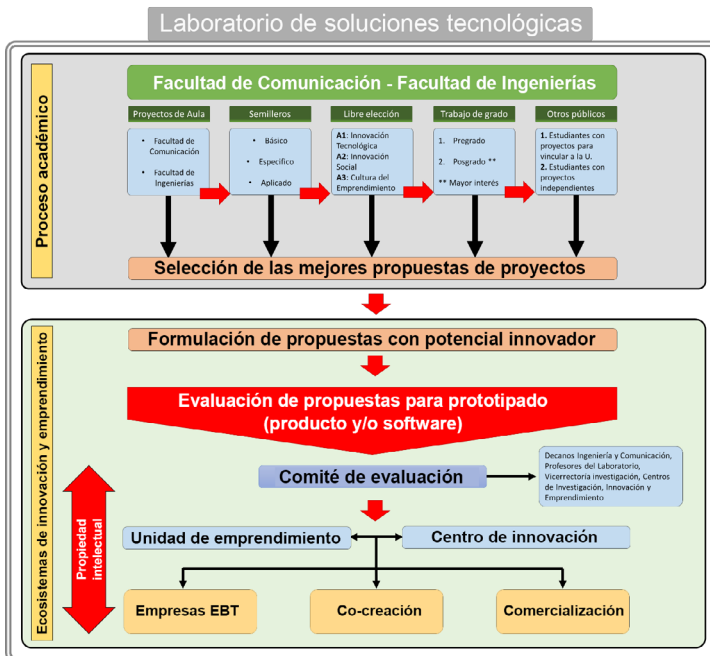 Laboratorio de soluciones tecnológicas
Proceso académico
Facultad de Comunicación - Facultad de Ingenierías
Proyectos de Aula
• Facultad de
Comunicación
• Facultad de
Ingenierías
Semilleros
• Básico
• Especifico
• Aplicado
Libre elección
A1: Innovación
Tecnológica
A2: Innovación
Social
A3: Cultura del
Emprendimiento
Trabajo de grado
1. Pregrado
2. Posgrado **
** Mayor interés
Otros públicos
1. Estudiantes con
proyectos para
vincular a la U.
2. Estudiantes con
proyectos
independientes
Selección de las mejores propuestas de proyectos
Ecosistemas de innovación y emprendimiento
Formulación de propuestas con potencial innovador
Evaluación de propuestas para prototipado
(producto y/o software)
Comité de evaluación
Decanos Ingeniería y Comunicación,
Profesores del Laboratorio,
Vicerrectoría investigación, Centros
de Investigación, Innovación y
Emprendimiento
Propiedad
intelectual
Unidad de emprendimiento
Centro de innovación
Empresas EBT
Co-creación
Comercialización